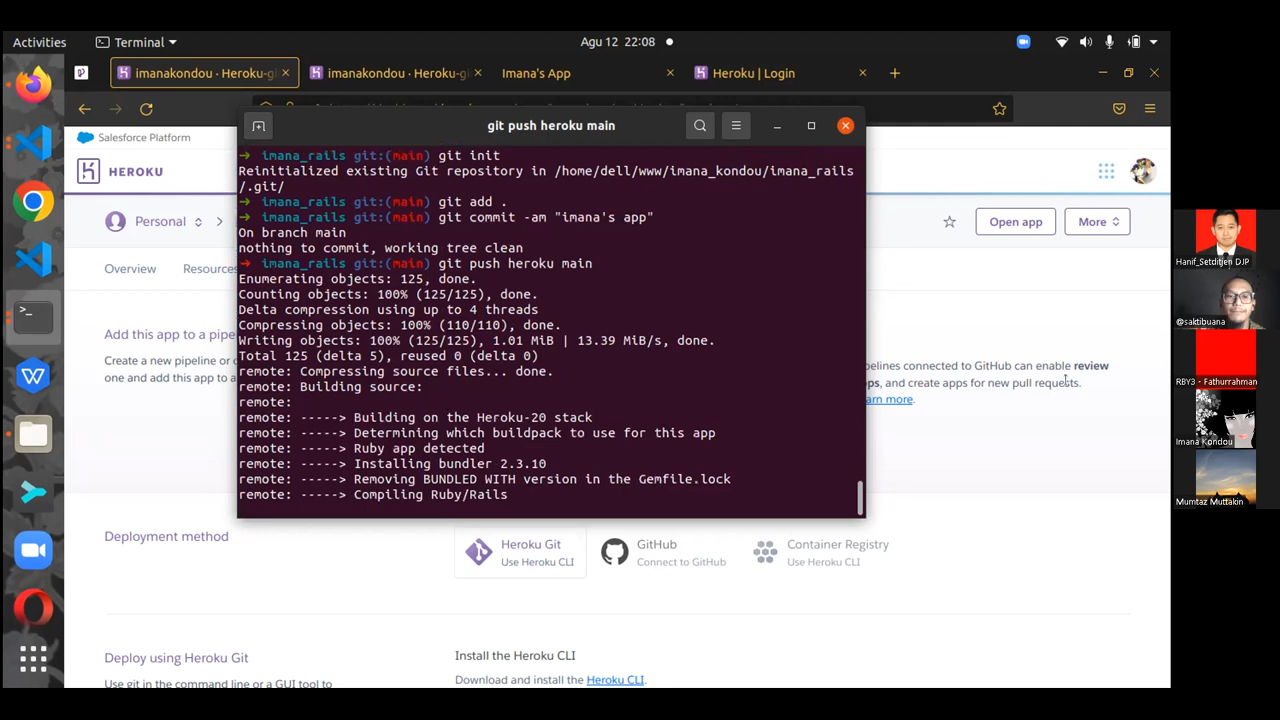 Activities
Terminal
Agu 12 22:08
imanakondou · Heroku-gi
imanakondou · Heroku-gi
Imana's App
Heroku | Login
Salesforce Platform
HEROKU
Personal
Open app
More
Overview
Resources
Add this app to a pipe
Create a new pipeline or
one and add this app to a
pelines connected to GitHub can enable review
ps, and create apps for new pull requests.
arn more.
git push heroku main
→ imana_rails git:(main) git init
Reinitialized existing Git repository in /home/dell/www/imana_kondou/imana_rails
/.git/
→ imana_rails git:(main) git add .
→ imana_rails git:(main) git commit -am "imana's app"
On branch main
nothing to commit, working tree clean
→ imana_rails git:(main) git push heroku main
Enumerating objects: 125, done.
Counting objects: 100% (125/125), done.
Delta compression using up to 4 threads
Compressing objects: 100% (110/110), done.
Writing objects: 100% (125/125), 1.01 MiB | 13.39 MiB/s, done.
Total 125 (delta 5), reused 0 (delta 0)
remote: Compressing source files... done.
remote: Building source:
remote:
remote: -----> Building on the Heroku-20 stack
remote: -----> Determining which buildpack to use for this app
remote: -----> Ruby app detected
remote: -----> Installing bundler 2.3.10
remote: -----> Removing BUNDLED WITH version in the Gemfile.lock
remote: -----> Compiling Ruby/Rails
Deployment method
Heroku Git
Use Heroku CLI
GitHub
Connect to GitHub
Container Registry
Use Heroku CLI
Deploy using Heroku Git
Use git in the command line or a GUI tool to
Install the Heroku CLI
Download and install the Heroku CLI.
Hanif_Setditjen DJP
@saktibuana
RBY3 - Fathurrahman
Imana Kondou
Mumtaz Muttakin